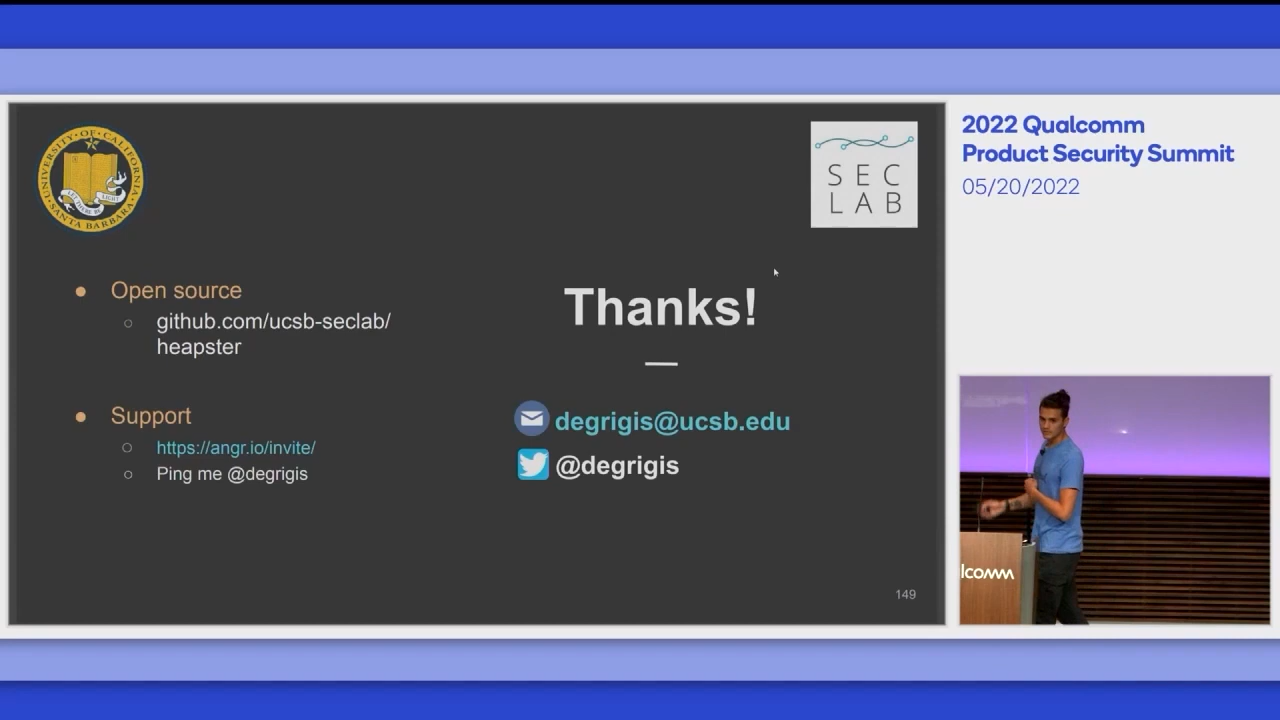 UNIVERSITY OF CALIFORNIA
SANTA BARBARA
SEC
LAB
Open source
github.com/ucsb-seclab/
heapster
Support
https://angr.io/invite/
Ping me @degrigis
Thanks!
degrigis@ucsb.edu
@degrigis
149
2022 Qualcomm
Product Security Summit
05/20/2022
lcomm